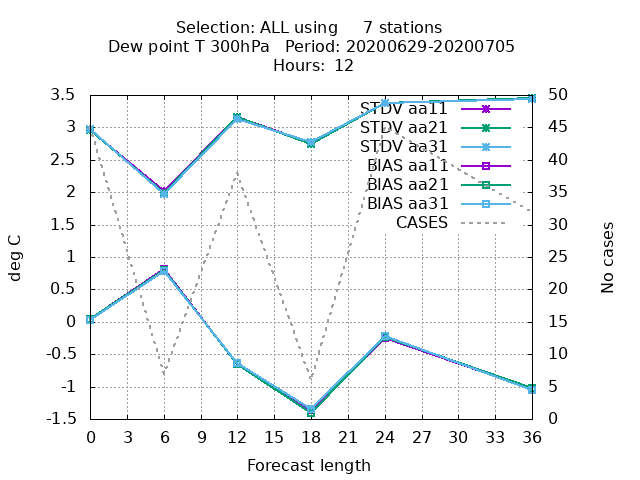 Selection: ALL using     7 stations
Dew point T 300hPa   Period: 20200629-20200705
Hours: 12
3.5
3
2.5
2
1.5
1
0.5
0
-0.5
-1
-1.5
deg C
50
45
40
35
30
25
20
15
10
5
0
No cases
STDV aa11
STDV aa21
STDV aa31
BIAS aa11
BIAS aa21
BIAS aa31
CASES
0 3 6 9 12 15 18 21 24 27 30 33 36
Forecast length